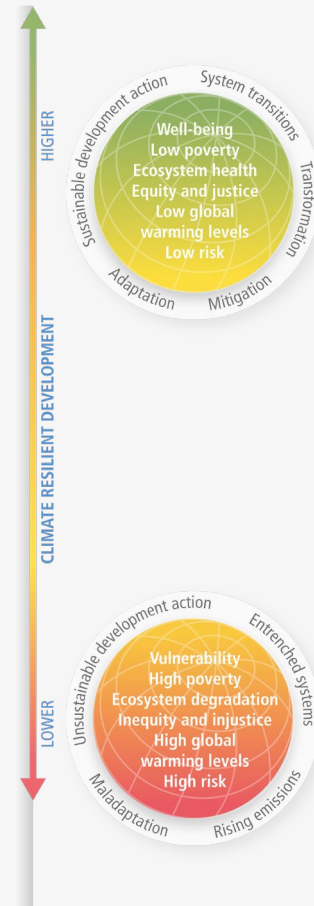 HIGHER
CLIMATE RESILIENT DEVELOPMENT
LOWER
Sustainable development action
System transitions
Transformation
Adaptation
Mitigation
Well-being
Low poverty
Ecosystem health
Equity and justice
Low global
warming levels
Low risk
Unsustainable development action
Entrenched systems
Maladaptation
Rising emissions
Vulnerability
High poverty
Ecosystem degradation
Inequity and injustice
High global
warming levels
High risk